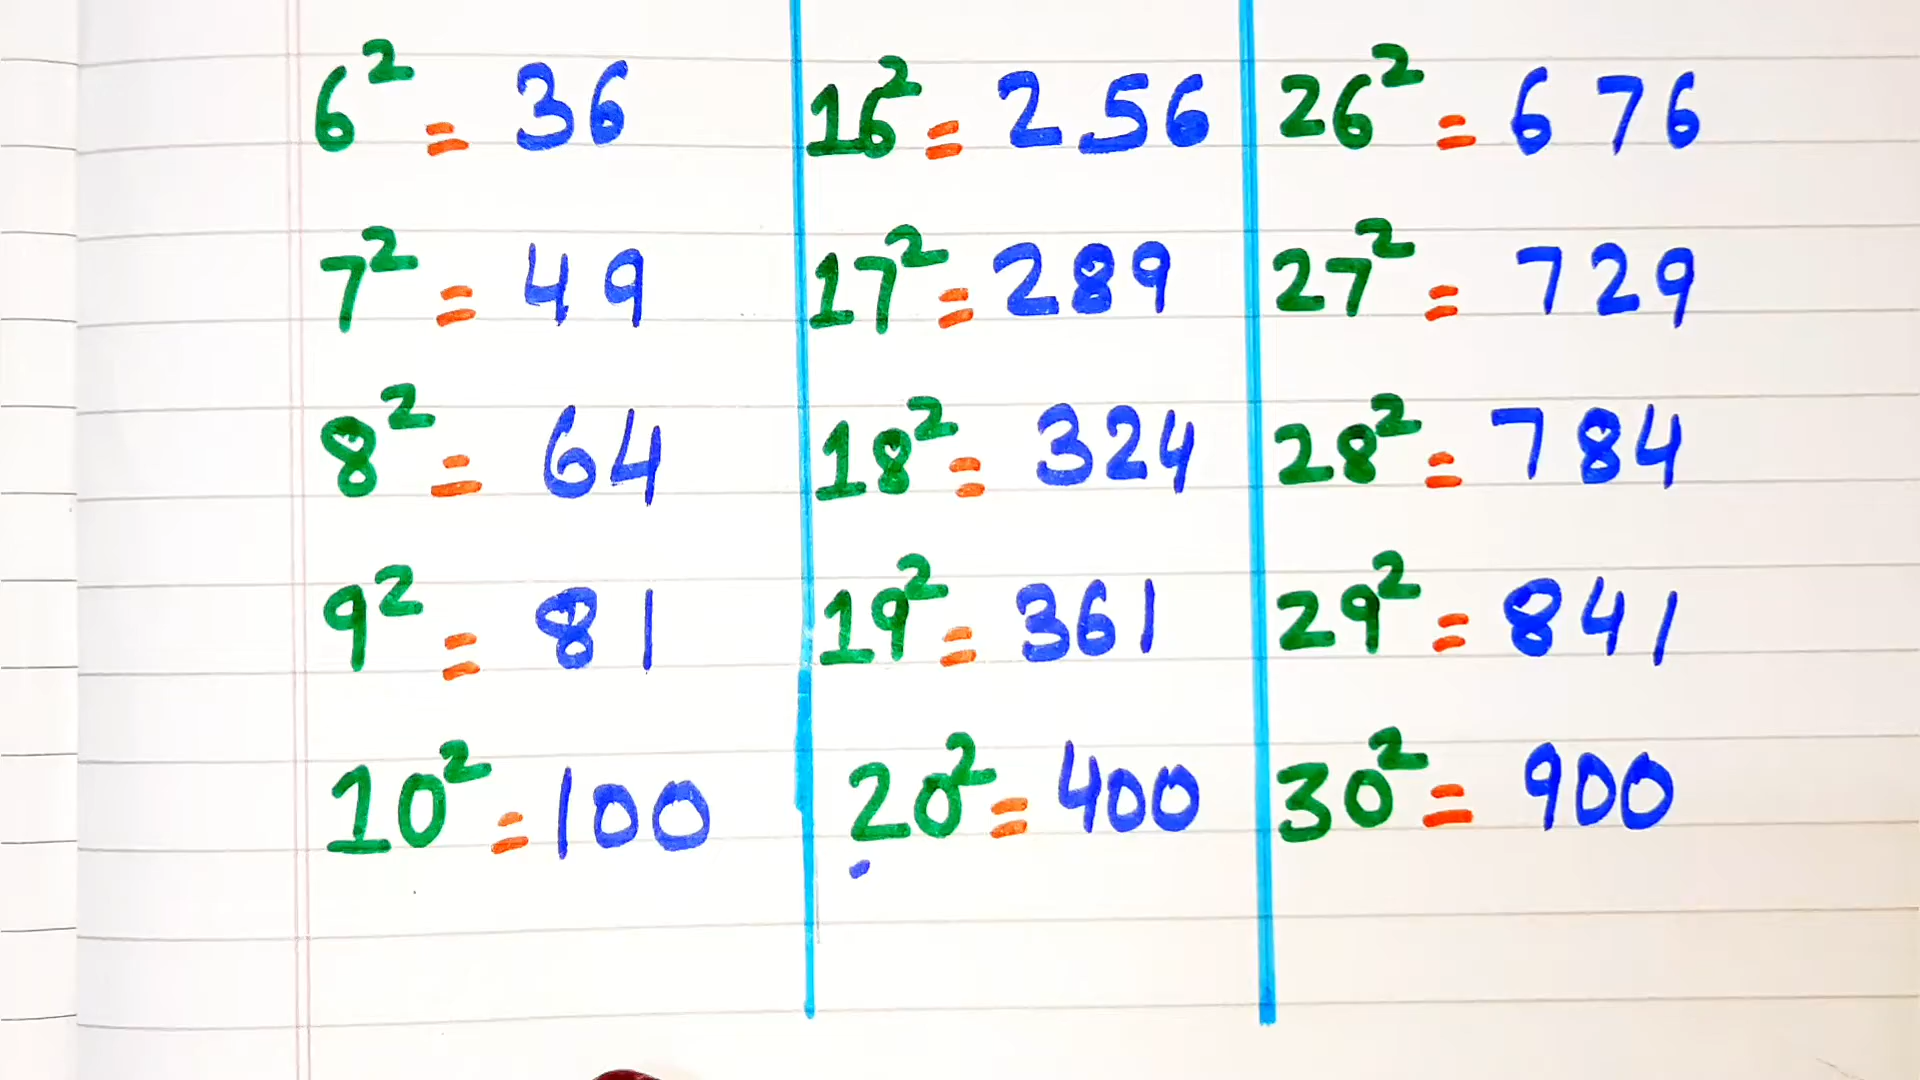 6² = 36
7² = 49
8² = 64
9² = 81
10² = 100
16² = 256
17² = 289
18² = 324
19² = 361
20² = 400
26² = 676
27² = 729
28² = 784
29² = 841
30² = 900